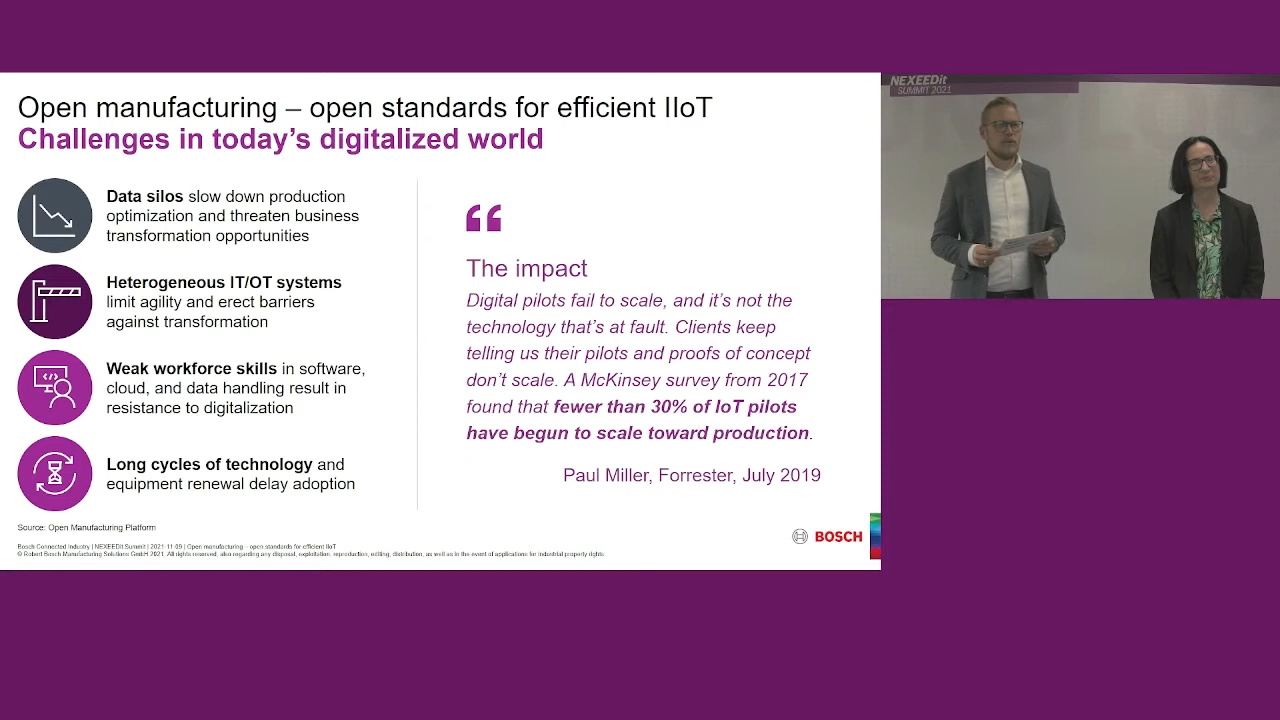 Open manufacturing – open standards for efficient IIoT
Challenges in today's digitalized world
Data silos slow down production
optimization and threaten business
transformation opportunities
Heterogeneous IT/OT systems
limit agility and erect barriers
against transformation
Weak workforce skills in software,
cloud, and data handling result in
resistance to digitalization
Long cycles of technology and
equipment renewal delay adoption
“
The impact
Digital pilots fail to scale, and it's not the
technology that's at fault. Clients keep
telling us their pilots and proofs of concept
don't scale. A McKinsey survey from 2017
found that fewer than 30% of IoT pilots
have begun to scale toward production.
Paul Miller, Forrester, July 2019
Source: Open Manufacturing Platform
Bosch Connected Industry | NEXEEDit Summit | 2021-11-09 | Open manufacturing – open standards for efficient IIoT
© Robert Bosch Manufacturing Solutions GmbH 2021. All rights reserved, also regarding any disposal, exploitation, reproduction, editing, distribution, as well as in the event of applications for industrial property rights.
BOSCH
NEXEEDit
SUMMIT 2021